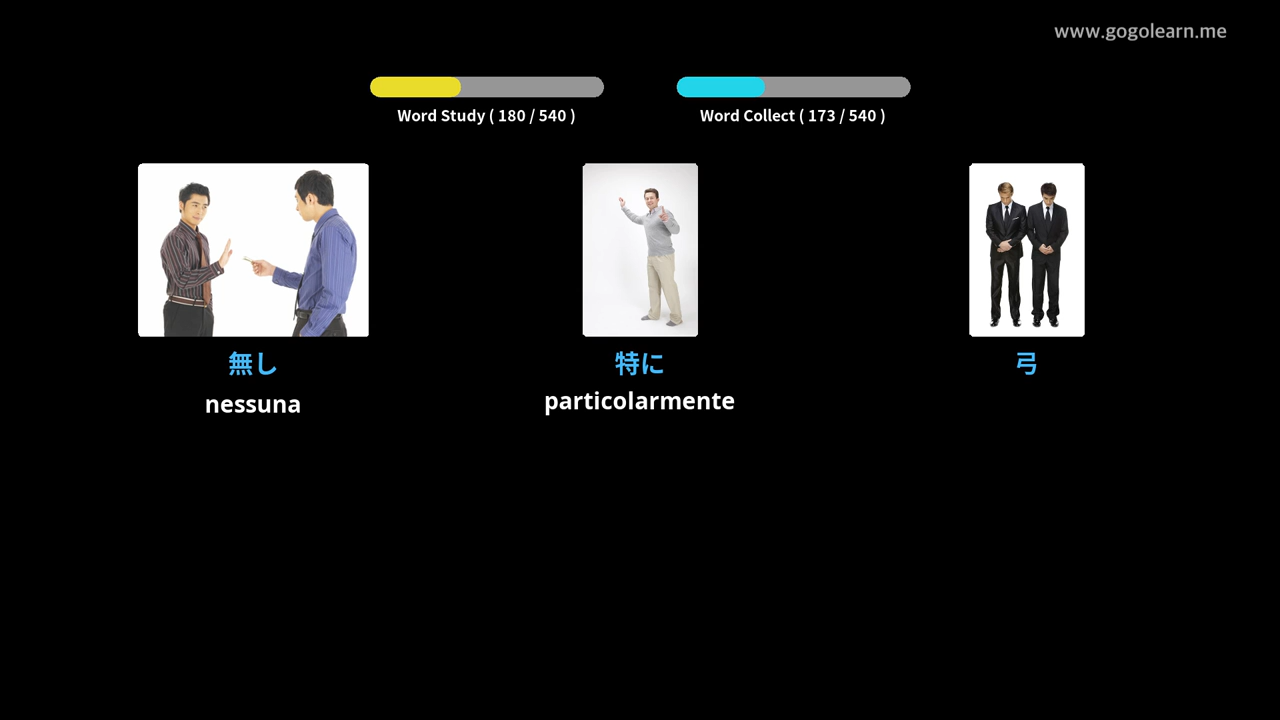 www.gogolearn.me
Word Study ( 180 / 540 )
Word Collect ( 173 / 540 )
無し
特に
弓
nessuna
particolarmente